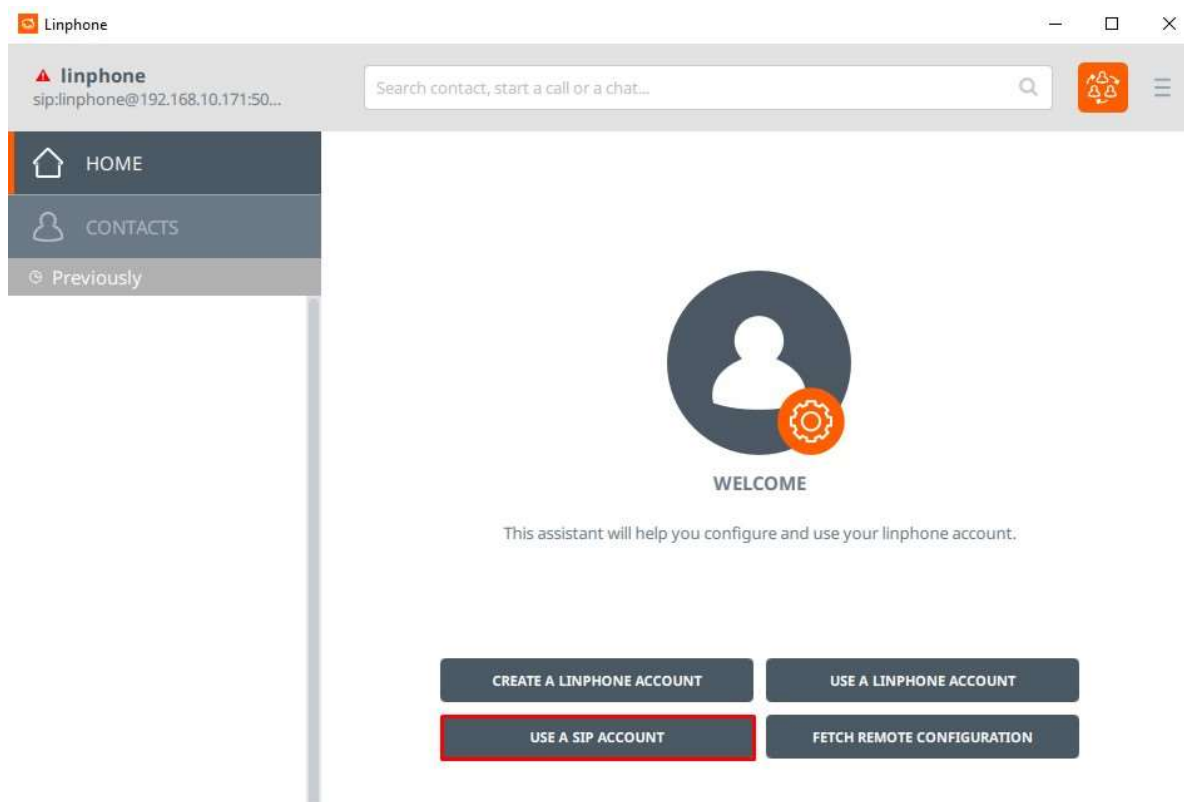 Linphone
linphone
sip:linphone@192.168.10.171:50...
Search contact, start a call or a chat...
HOME
CONTACTS
Previously
WELCOME
This assistant will help you configure and use your linphone account.
CREATE A LINPHONE ACCOUNT
USE A LINPHONE ACCOUNT
USE A SIP ACCOUNT
FETCH REMOTE CONFIGURATION